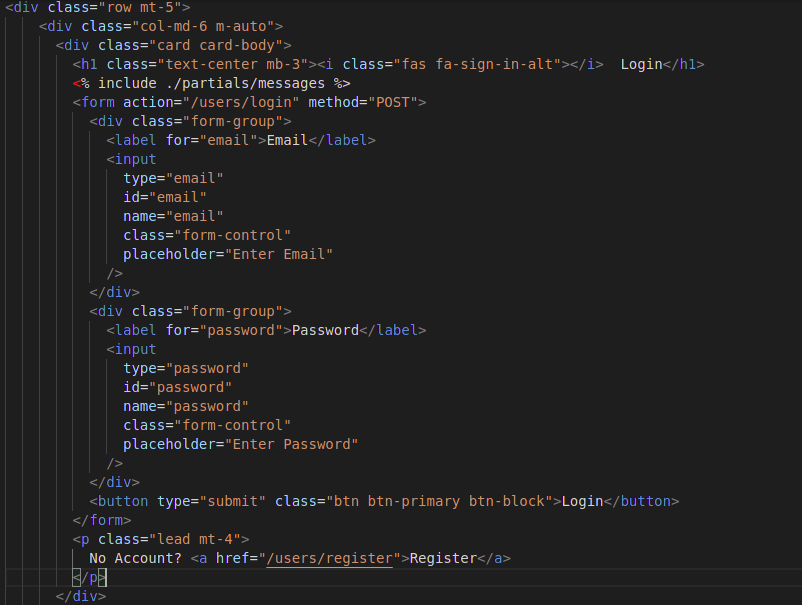 <div class="row mt-5">
<div class="col-md-6 m-auto">
<div class="card card-body">
<h1 class="text-center mb-3"><i class="fas fa-sign-in-alt"></i>  Login</h1>
<% include ./partials/messages %>
<form action="/users/login" method="POST">
<div class="form-group">
<label for="email">Email</label>
<input
type="email"
id="email"
name="email"
class="form-control"
placeholder="Enter Email"
/>
</div>
<div class="form-group">
<label for="password">Password</label>
<input
type="password"
id="password"
name="password"
class="form-control"
placeholder="Enter Password"
/>
</div>
<button type="submit" class="btn btn-primary btn-block">Login</button>
</form>
<p class="lead mt-4">
No Account? <a href="/users/register">Register</a>
</p>
</div>